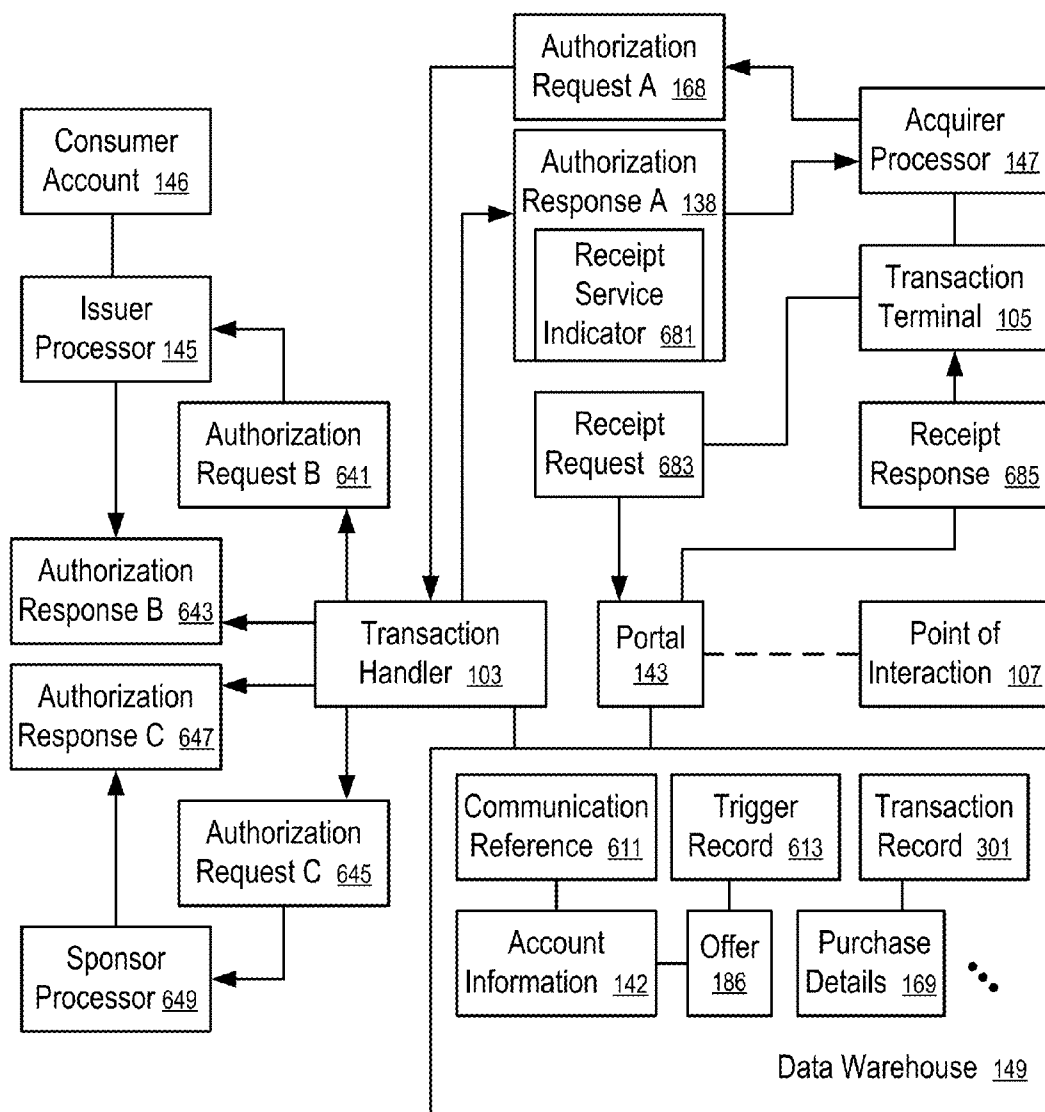 Authorization
Request A 168
Acquirer
Processor 147
Consumer
Account 146
Authorization
Response A 138
Receipt
Service
Indicator 681
Transaction
Terminal 105
Issuer
Processor 145
Authorization
Request B 641
Receipt
Request 683
Receipt
Response 685
Authorization
Response B 643
Transaction
Handler 103
Portal
143
Point of
Interaction 107
Authorization
Response C 647
Authorization
Request C 645
Communication
Reference 611
Trigger
Record 613
Transaction
Record 301
Sponsor
Processor 649
Account
Information 142
Offer
186
Purchase
Details 169
Data Warehouse 149